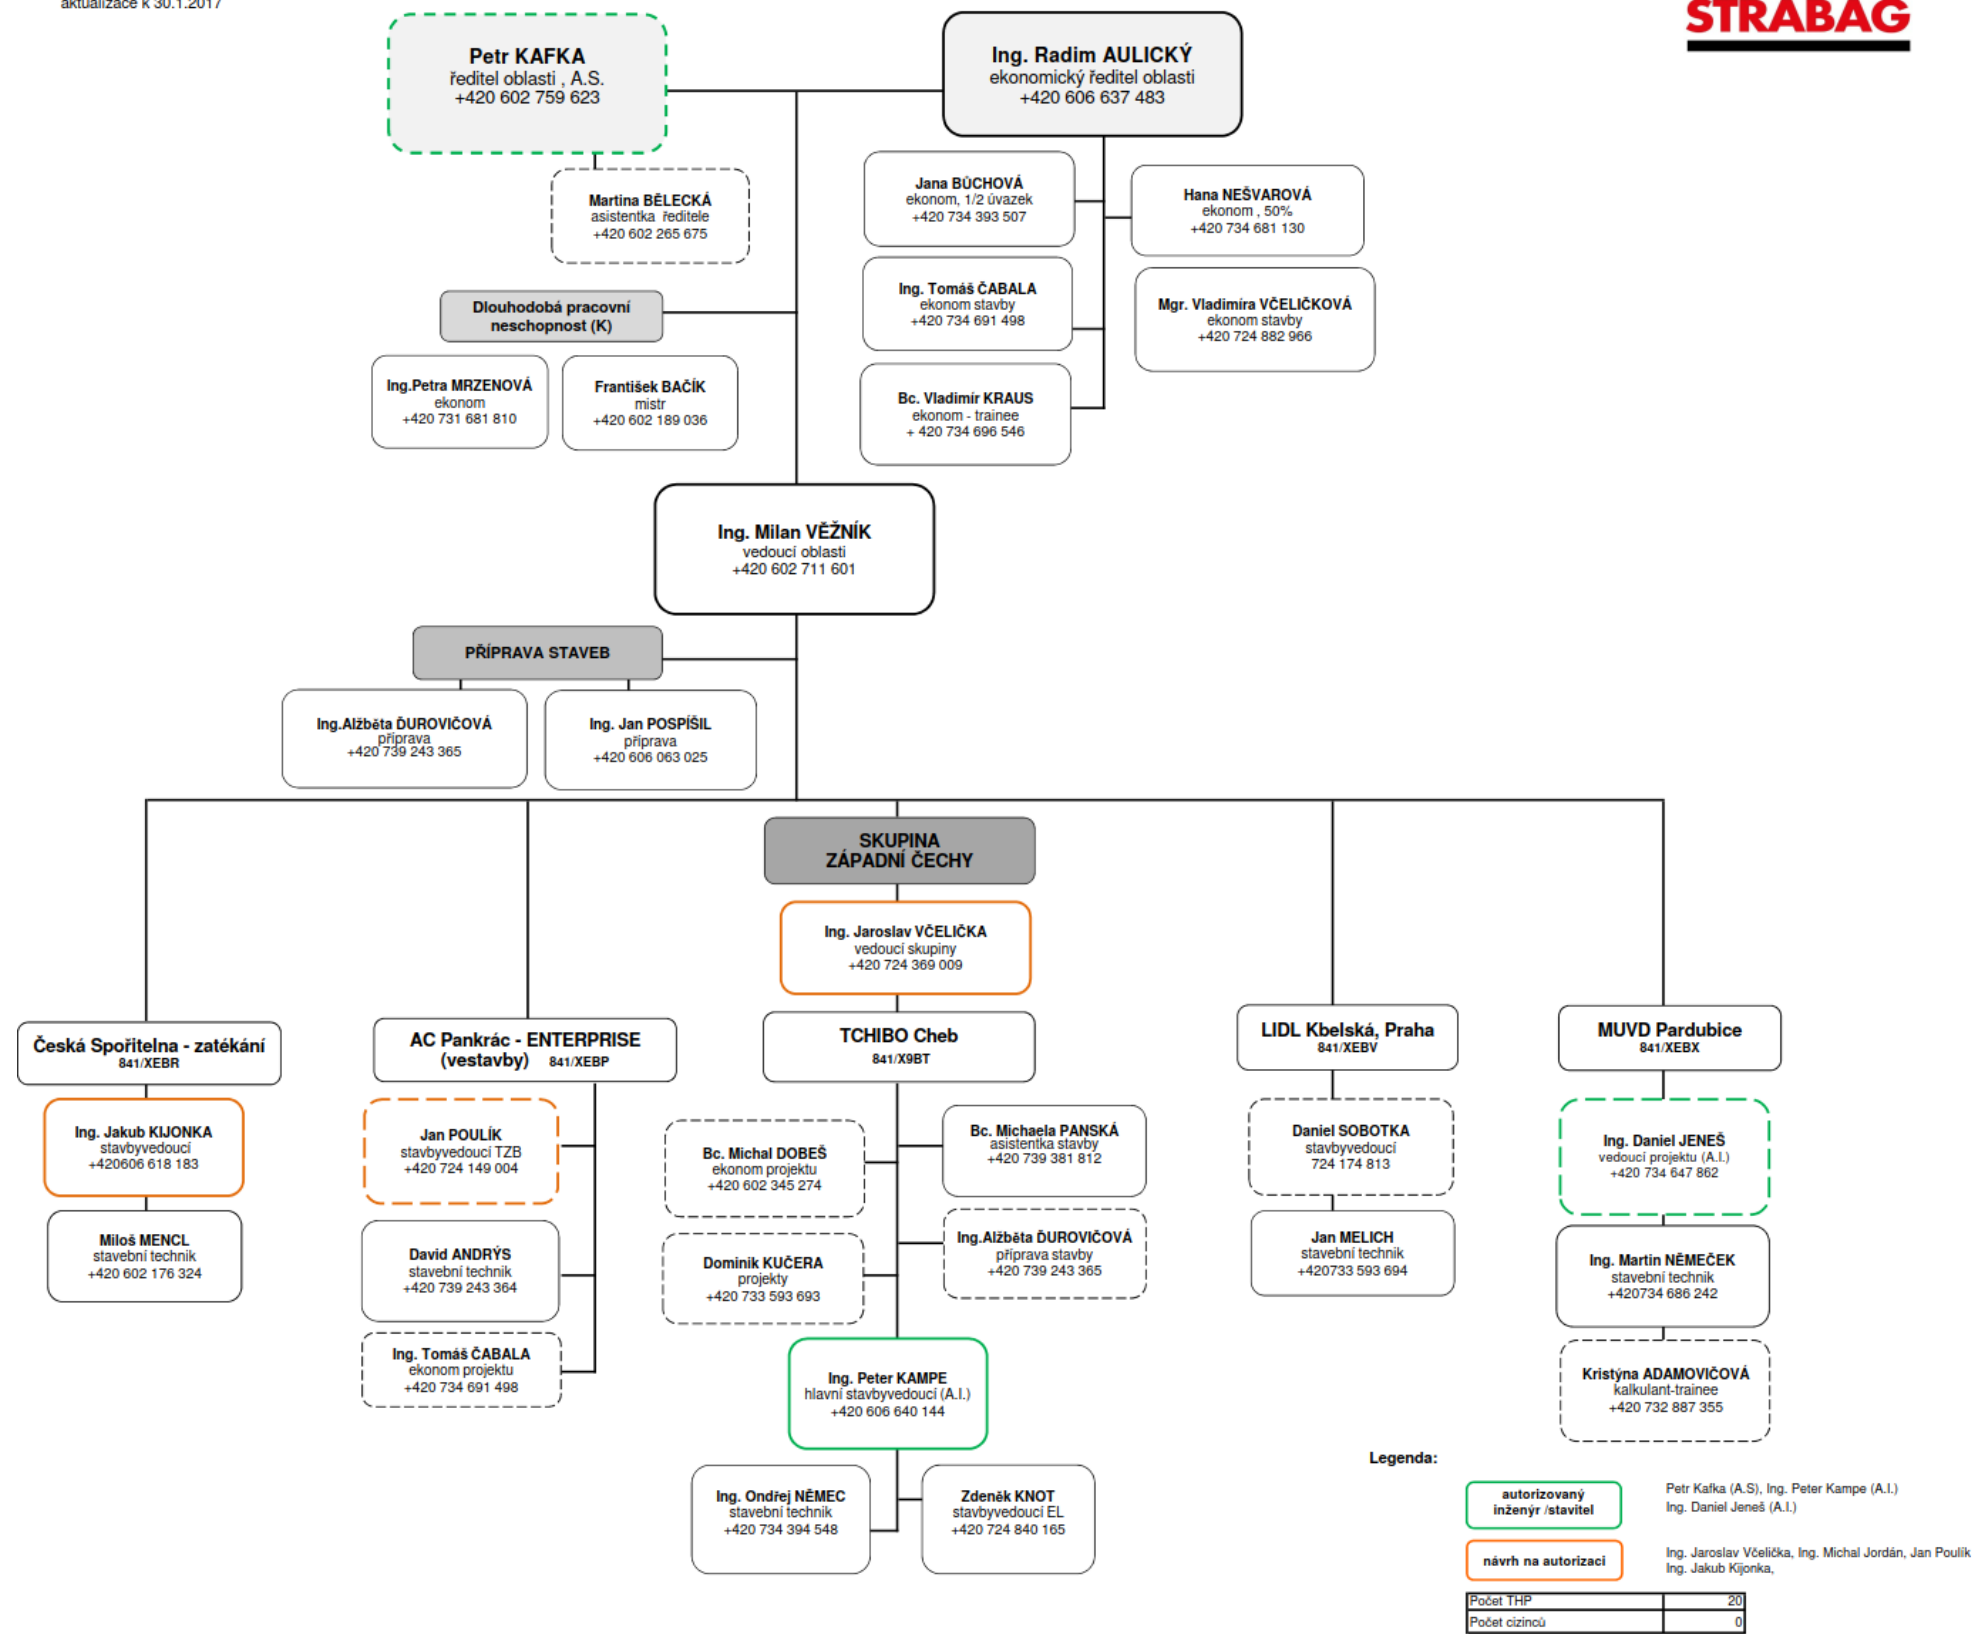 aktualizace k 30.1.2017
STRABAG
Petr KAFKA
ředitel oblasti , A.S.
+420 602 759 623
Ing. Radim AULICKÝ
ekonomický ředitel oblasti
+420 606 637 483
Martina BĚLECKÁ
asistentka ředitele
+420 602 265 675
Jana BŮCHOVÁ
ekonom, 1/2 úvazek
+420 734 393 507
Hana NEŠVAROVÁ
ekonom , 50%
+420 734 681 130
Ing. Tomáš ČABALA
ekonom stavby
+420 734 691 498
Mgr. Vladimíra VČELIČKOVÁ
ekonom stavby
+420 724 882 966
Dlouhodobá pracovní
neschopnost (K)
Ing.Petra MRZENOVÁ
ekonom
+420 731 681 810
František BAČÍK
mistr
+420 602 189 036
Bc. Vladimír KRAUS
ekonom - trainee
+ 420 734 696 546
Ing. Milan VĚŽNÍK
vedoucí oblasti
+420 602 711 601
PŘÍPRAVA STAVEB
Ing.Alžběta ĎUROVIČOVÁ
příprava
+420 739 243 365
Ing. Jan POSPÍŠIL
příprava
+420 606 063 025
SKUPINA
ZÁPADNÍ ČECHY
Ing. Jaroslav VČELIČKA
vedoucí skupiny
+420 724 369 009
Česká Spořitelna - zatékání
841/XEBR
AC Pankrác - ENTERPRISE
(vestavby) 841/XEBP
TCHIBO Cheb
841/X9BT
LIDL Kbelská, Praha
841/XEBV
MUVD Pardubice
841/XEBX
Ing. Jakub KIJONKA
stavbyvedoucí
+420606 618 183
Miloš MENCL
stavební technik
+420 602 176 324
Jan POULÍK
stavbyvedoucí TZB
+420 724 149 004
David ANDRÝS
stavební technik
+420 739 243 364
Ing. Tomáš ČABALA
ekonom projektu
+420 734 691 498
Bc. Michal DOBEŠ
ekonom projektu
+420 602 345 274
Bc. Michaela PANSKÁ
asistentka stavby
+420 739 381 812
Dominik KUČERA
projekty
+420 733 593 693
Ing.Alžběta ĎUROVIČOVÁ
příprava stavby
+420 739 243 365
Ing. Peter KAMPE
hlavní stavbyvedoucí (A.I.)
+420 606 640 144
Ing. Ondřej NĚMEC
stavební technik
+420 734 394 548
Zdeněk KNOT
stavbyvedoucí EL
+420 724 840 165
Daniel SOBOTKA
stavbyvedoucí
724 174 813
Jan MELICH
stavební technik
+420733 593 694
Ing. Daniel JENEŠ
vedoucí projektu (A.I.)
+420 734 647 862
Ing. Martin NĚMEČEK
stavební technik
+420734 686 242
Kristýna ADAMOVIČOVÁ
kalkulant-trainee
+420 732 887 355
Legenda:
autorizovaný
inženýr /stavitel
Petr Kafka (A.S), Ing. Peter Kampe (A.I.)
Ing. Daniel Jeneš (A.I.)
návrh na autorizaci
Ing. Jaroslav Včelička, Ing. Michal Jordán, Jan Poulík
Ing. Jakub Kijonka,
Počet THP 20
Počet cizinců 0